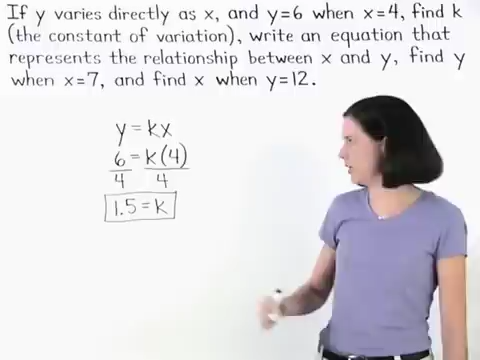 If y varies directly as x, and y=6 when x=4, find k
(the constant of variation), write an equation that
represents the relationship between x and y, find y
when x=7, and find x when y=12.
y = kx
6 = k(4)
4 4
1.5 = k